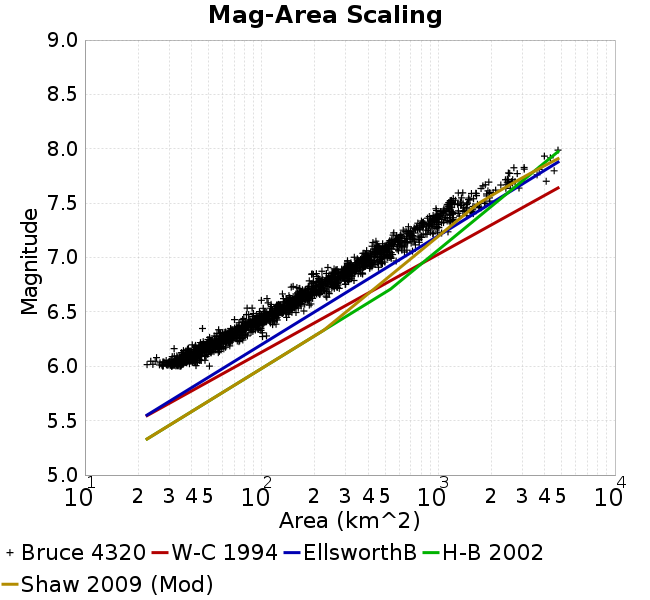 Mag-Area Scaling
9.0
8.5
8.0
7.5
7.0
6.5
6.0
5.5
5.0
Magnitude
10^1 2 3 4 5 10^2 2 3 4 5 10^3 2 3 4 5 10^4
Area (km^2)
Bruce 4320 W-C 1994 EllsworthB H-B 2002
Shaw 2009 (Mod)